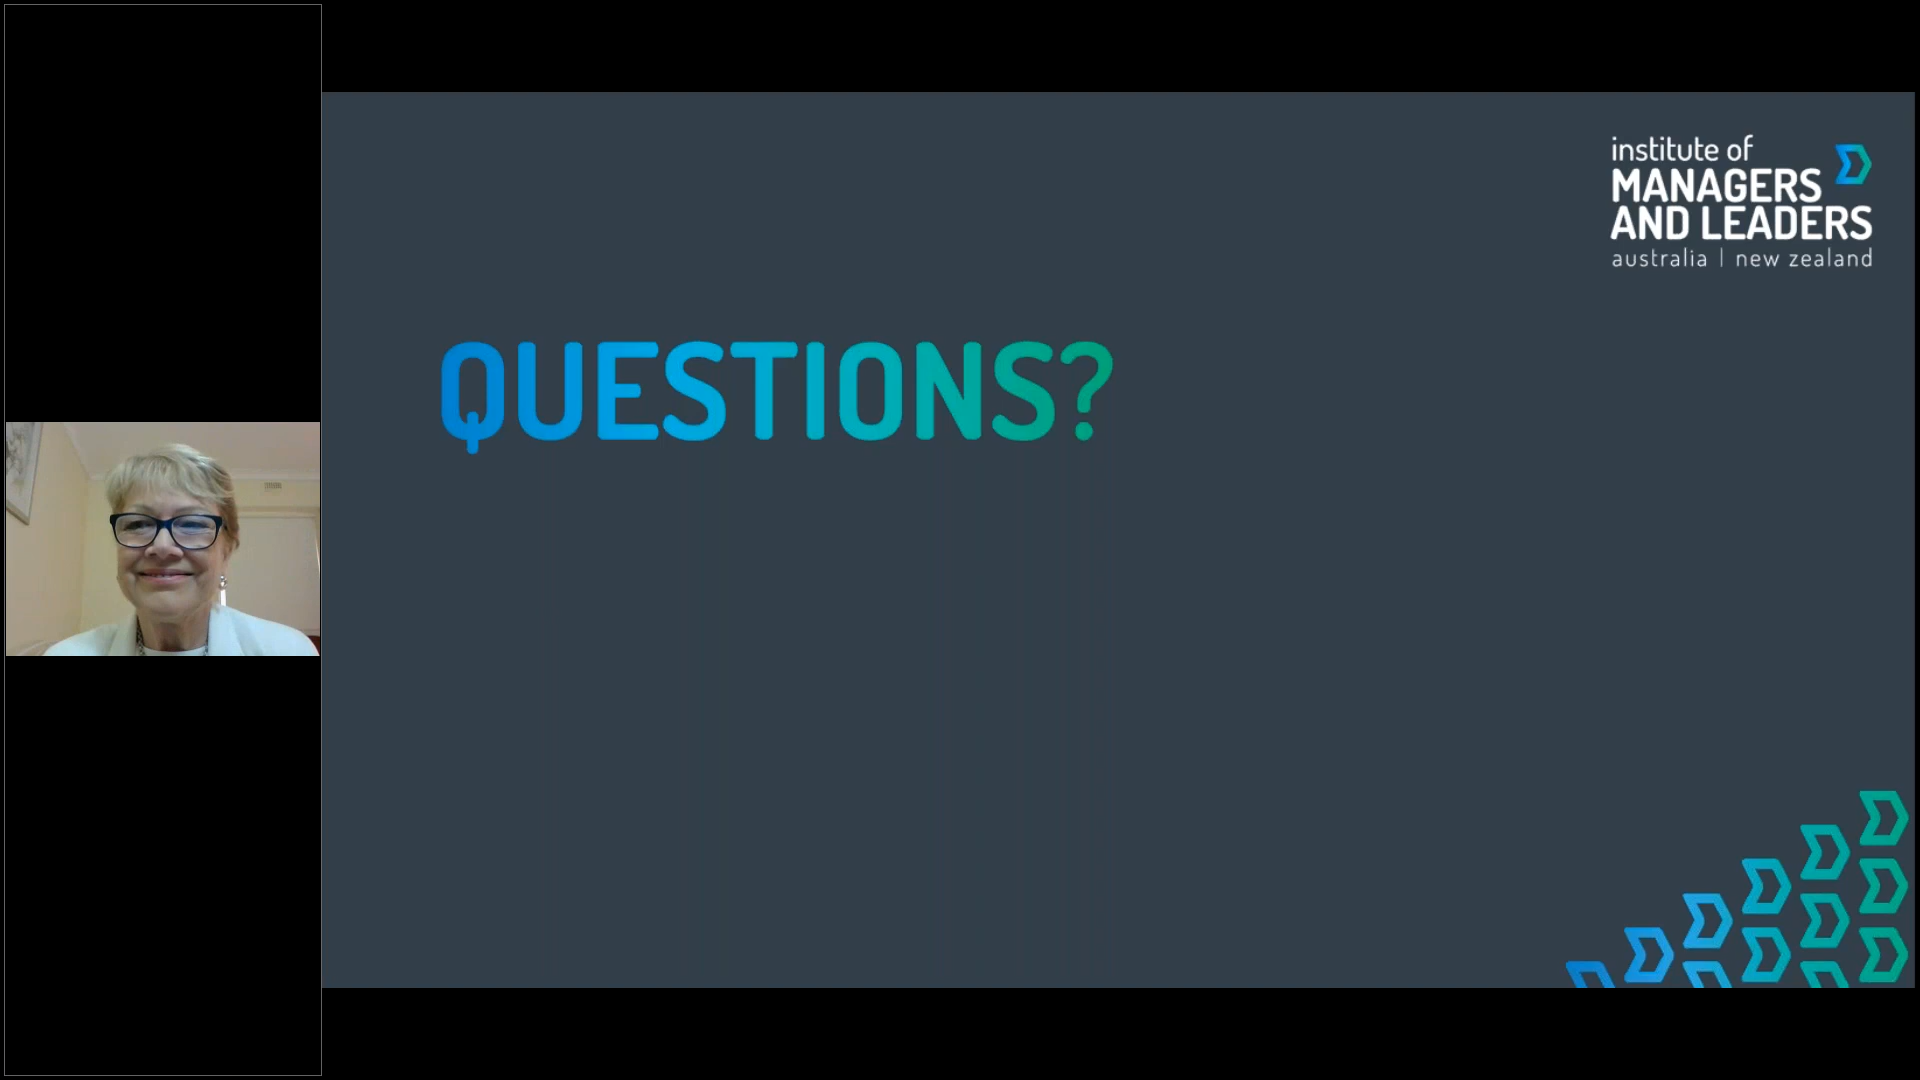 institute of
MANAGERS
AND LEADERS
australia | new zealand
QUESTIONS?